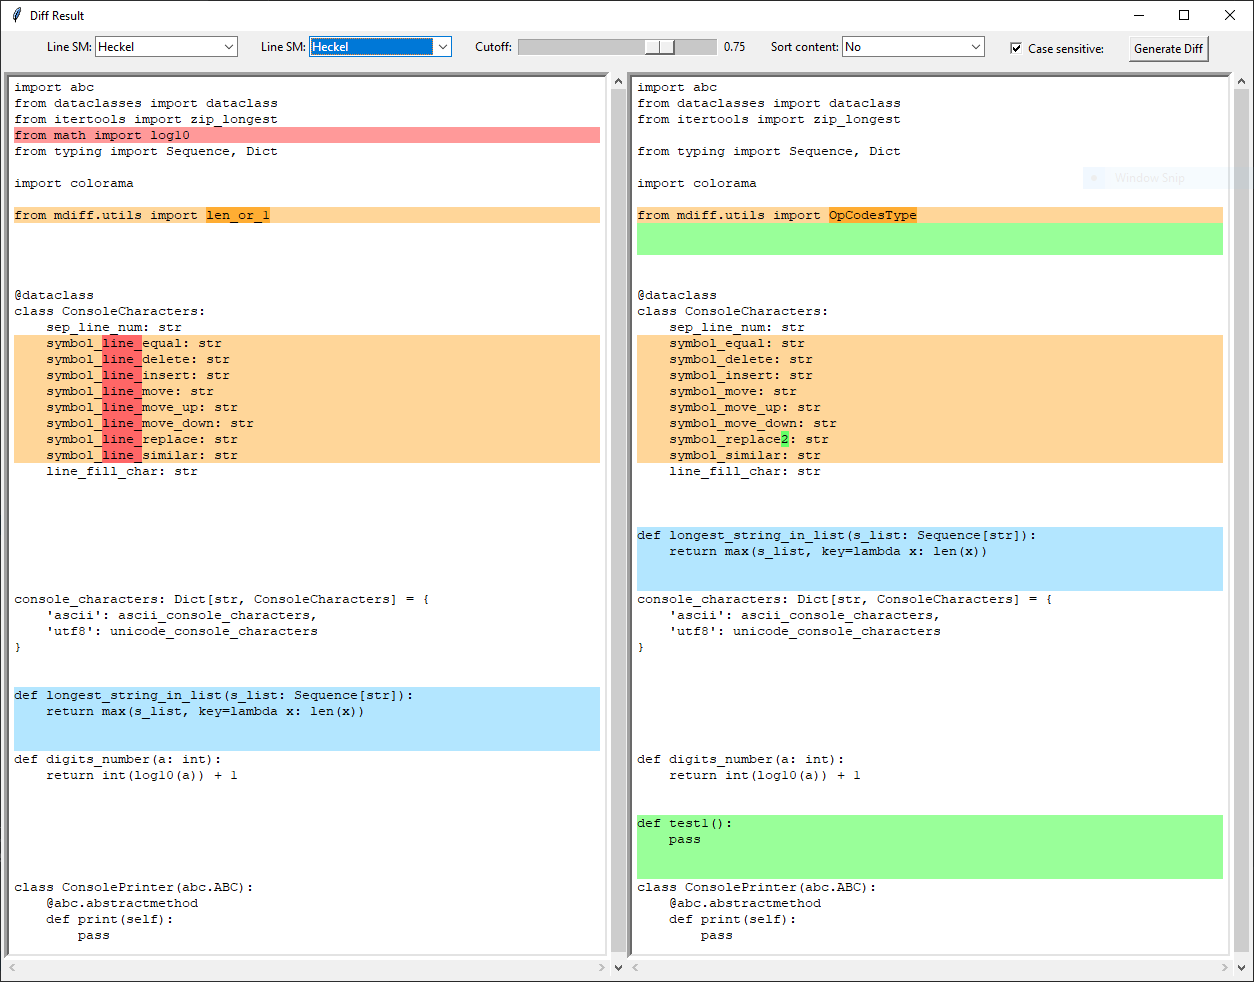 Diff Result
Line SM: Heckel Line SM: Heckel Cutoff: 0.75 Sort content: No Case sensitive: Generate Diff
import abc
from dataclasses import dataclass
from itertools import zip_longest
from math import log10
from typing import Sequence, Dict
import colorama
from mdiff.utils import len_or_1
@dataclass
class ConsoleCharacters:
    sep_line_num: str
    symbol_line_equal: str
    symbol_line_delete: str
    symbol_line_insert: str
    symbol_line_move: str
    symbol_line_move_up: str
    symbol_line_move_down: str
    symbol_line_replace: str
    symbol_line_similar: str
    line_fill_char: str
console_characters: Dict[str, ConsoleCharacters] = {
    'ascii': ascii_console_characters,
    'utf8': unicode_console_characters
}
def longest_string_in_list(s_list: Sequence[str]):
    return max(s_list, key=lambda x: len(x))
def digits_number(a: int):
    return int(log10(a)) + 1
class ConsolePrinter(abc.ABC):
    @abc.abstractmethod
    def print(self):
        pass
import abc
from dataclasses import dataclass
from itertools import zip_longest
from typing import Sequence, Dict
Window Snip
import colorama
from mdiff.utils import OpCodesType
@dataclass
class ConsoleCharacters:
    sep_line_num: str
    symbol_equal: str
    symbol_delete: str
    symbol_insert: str
    symbol_move: str
    symbol_move_up: str
    symbol_move_down: str
    symbol_replace2: str
    symbol_similar: str
    line_fill_char: str
def longest_string_in_list(s_list: Sequence[str]):
    return max(s_list, key=lambda x: len(x))
console_characters: Dict[str, ConsoleCharacters] = {
    'ascii': ascii_console_characters,
    'utf8': unicode_console_characters
}
def digits_number(a: int):
    return int(log10(a)) + 1
def test1():
    pass
class ConsolePrinter(abc.ABC):
    @abc.abstractmethod
    def print(self):
        pass